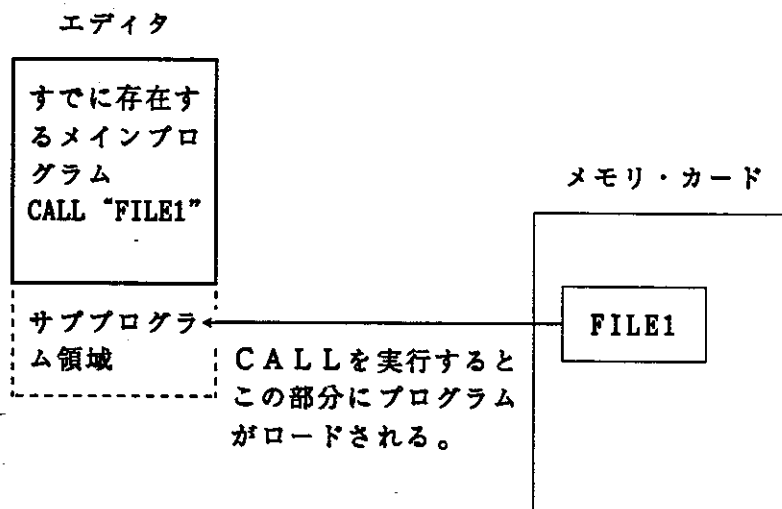 エディタ
すでに存在す
るメインプロ
グラム
CALL “FILE1”
メモリ・カード
FILE1
サブプログラ
ム領域
CALLを実行すると
この部分にプログラム
がロードされる。